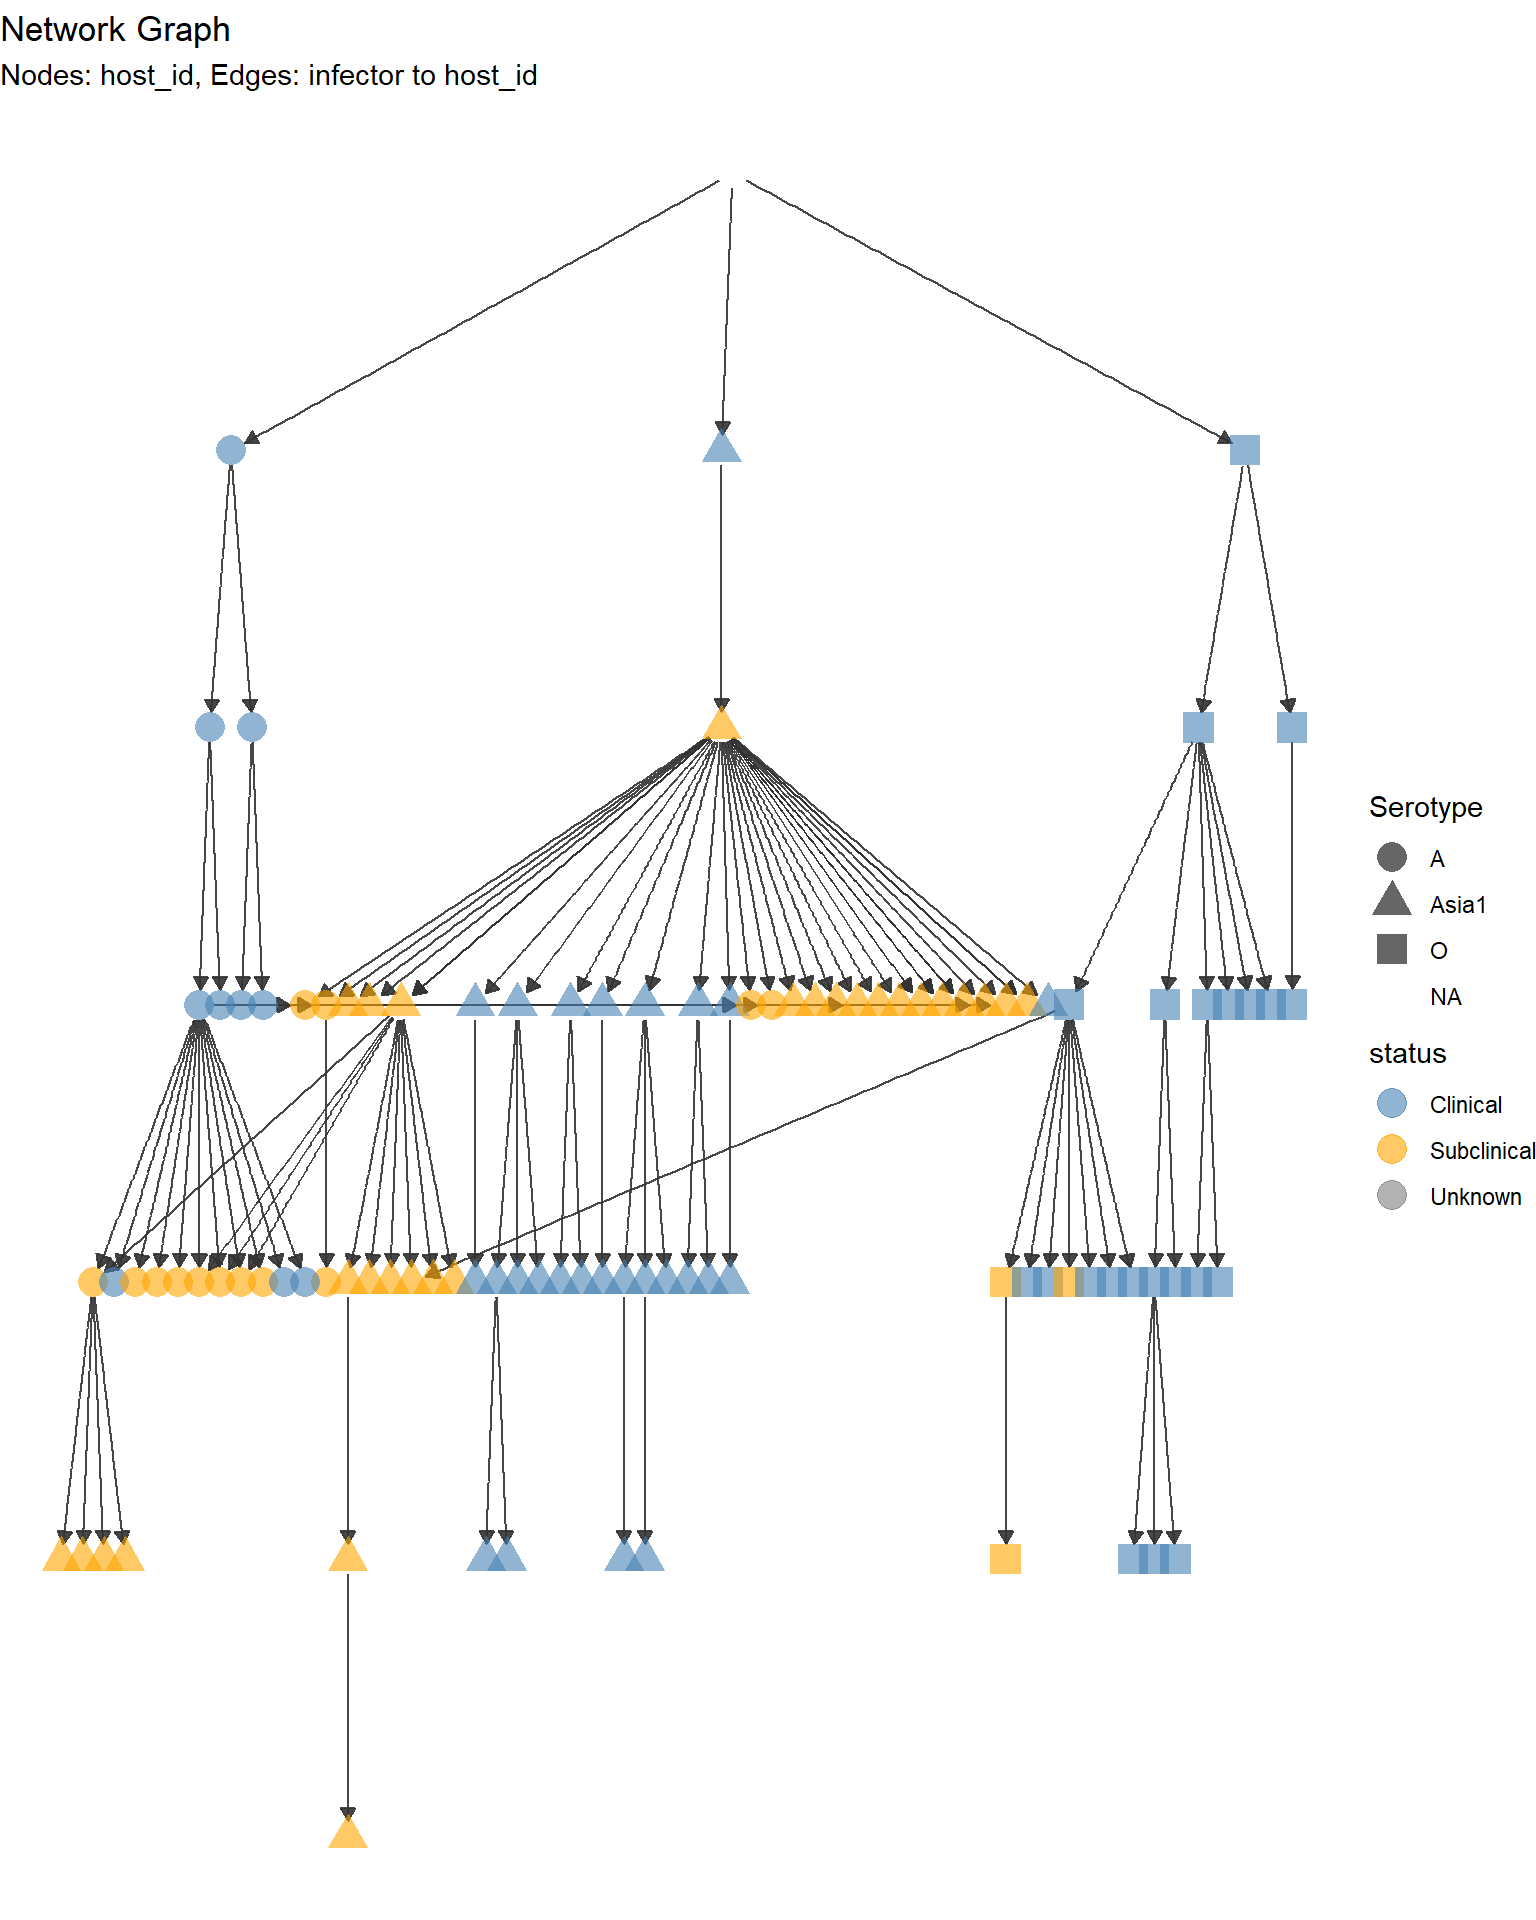 Network Graph
Nodes: host_id, Edges: infector to host_id
Serotype
A
Asia1
O
NA
status
Clinical
Subclinical
Unknown